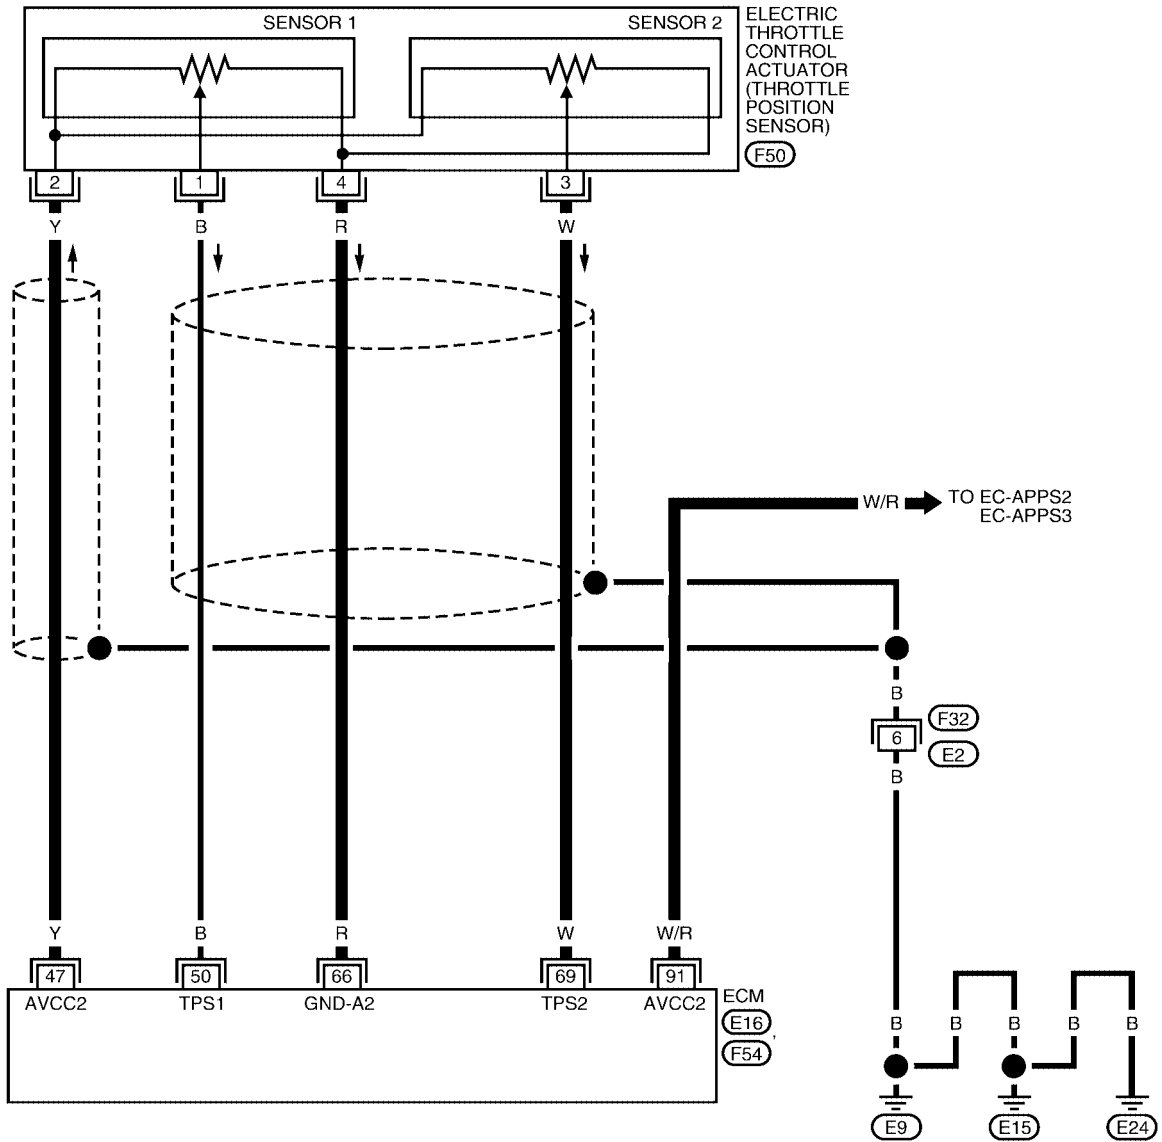 SENSOR 1
SENSOR 2
ELECTRIC
THROTTLE
CONTROL
ACTUATOR
(THROTTLE
POSITION
SENSOR)
F50
2 1 4 3
Y B R W
W/R TO EC-APPS2
EC-APPS3
B
F32
6
E2
B
Y B R W W/R
47 50 66 69 91
AVCC2 TPS1 GND-A2 TPS2 AVCC2
ECM
E16 ,
F54
B B B B B
E9 E15 E24